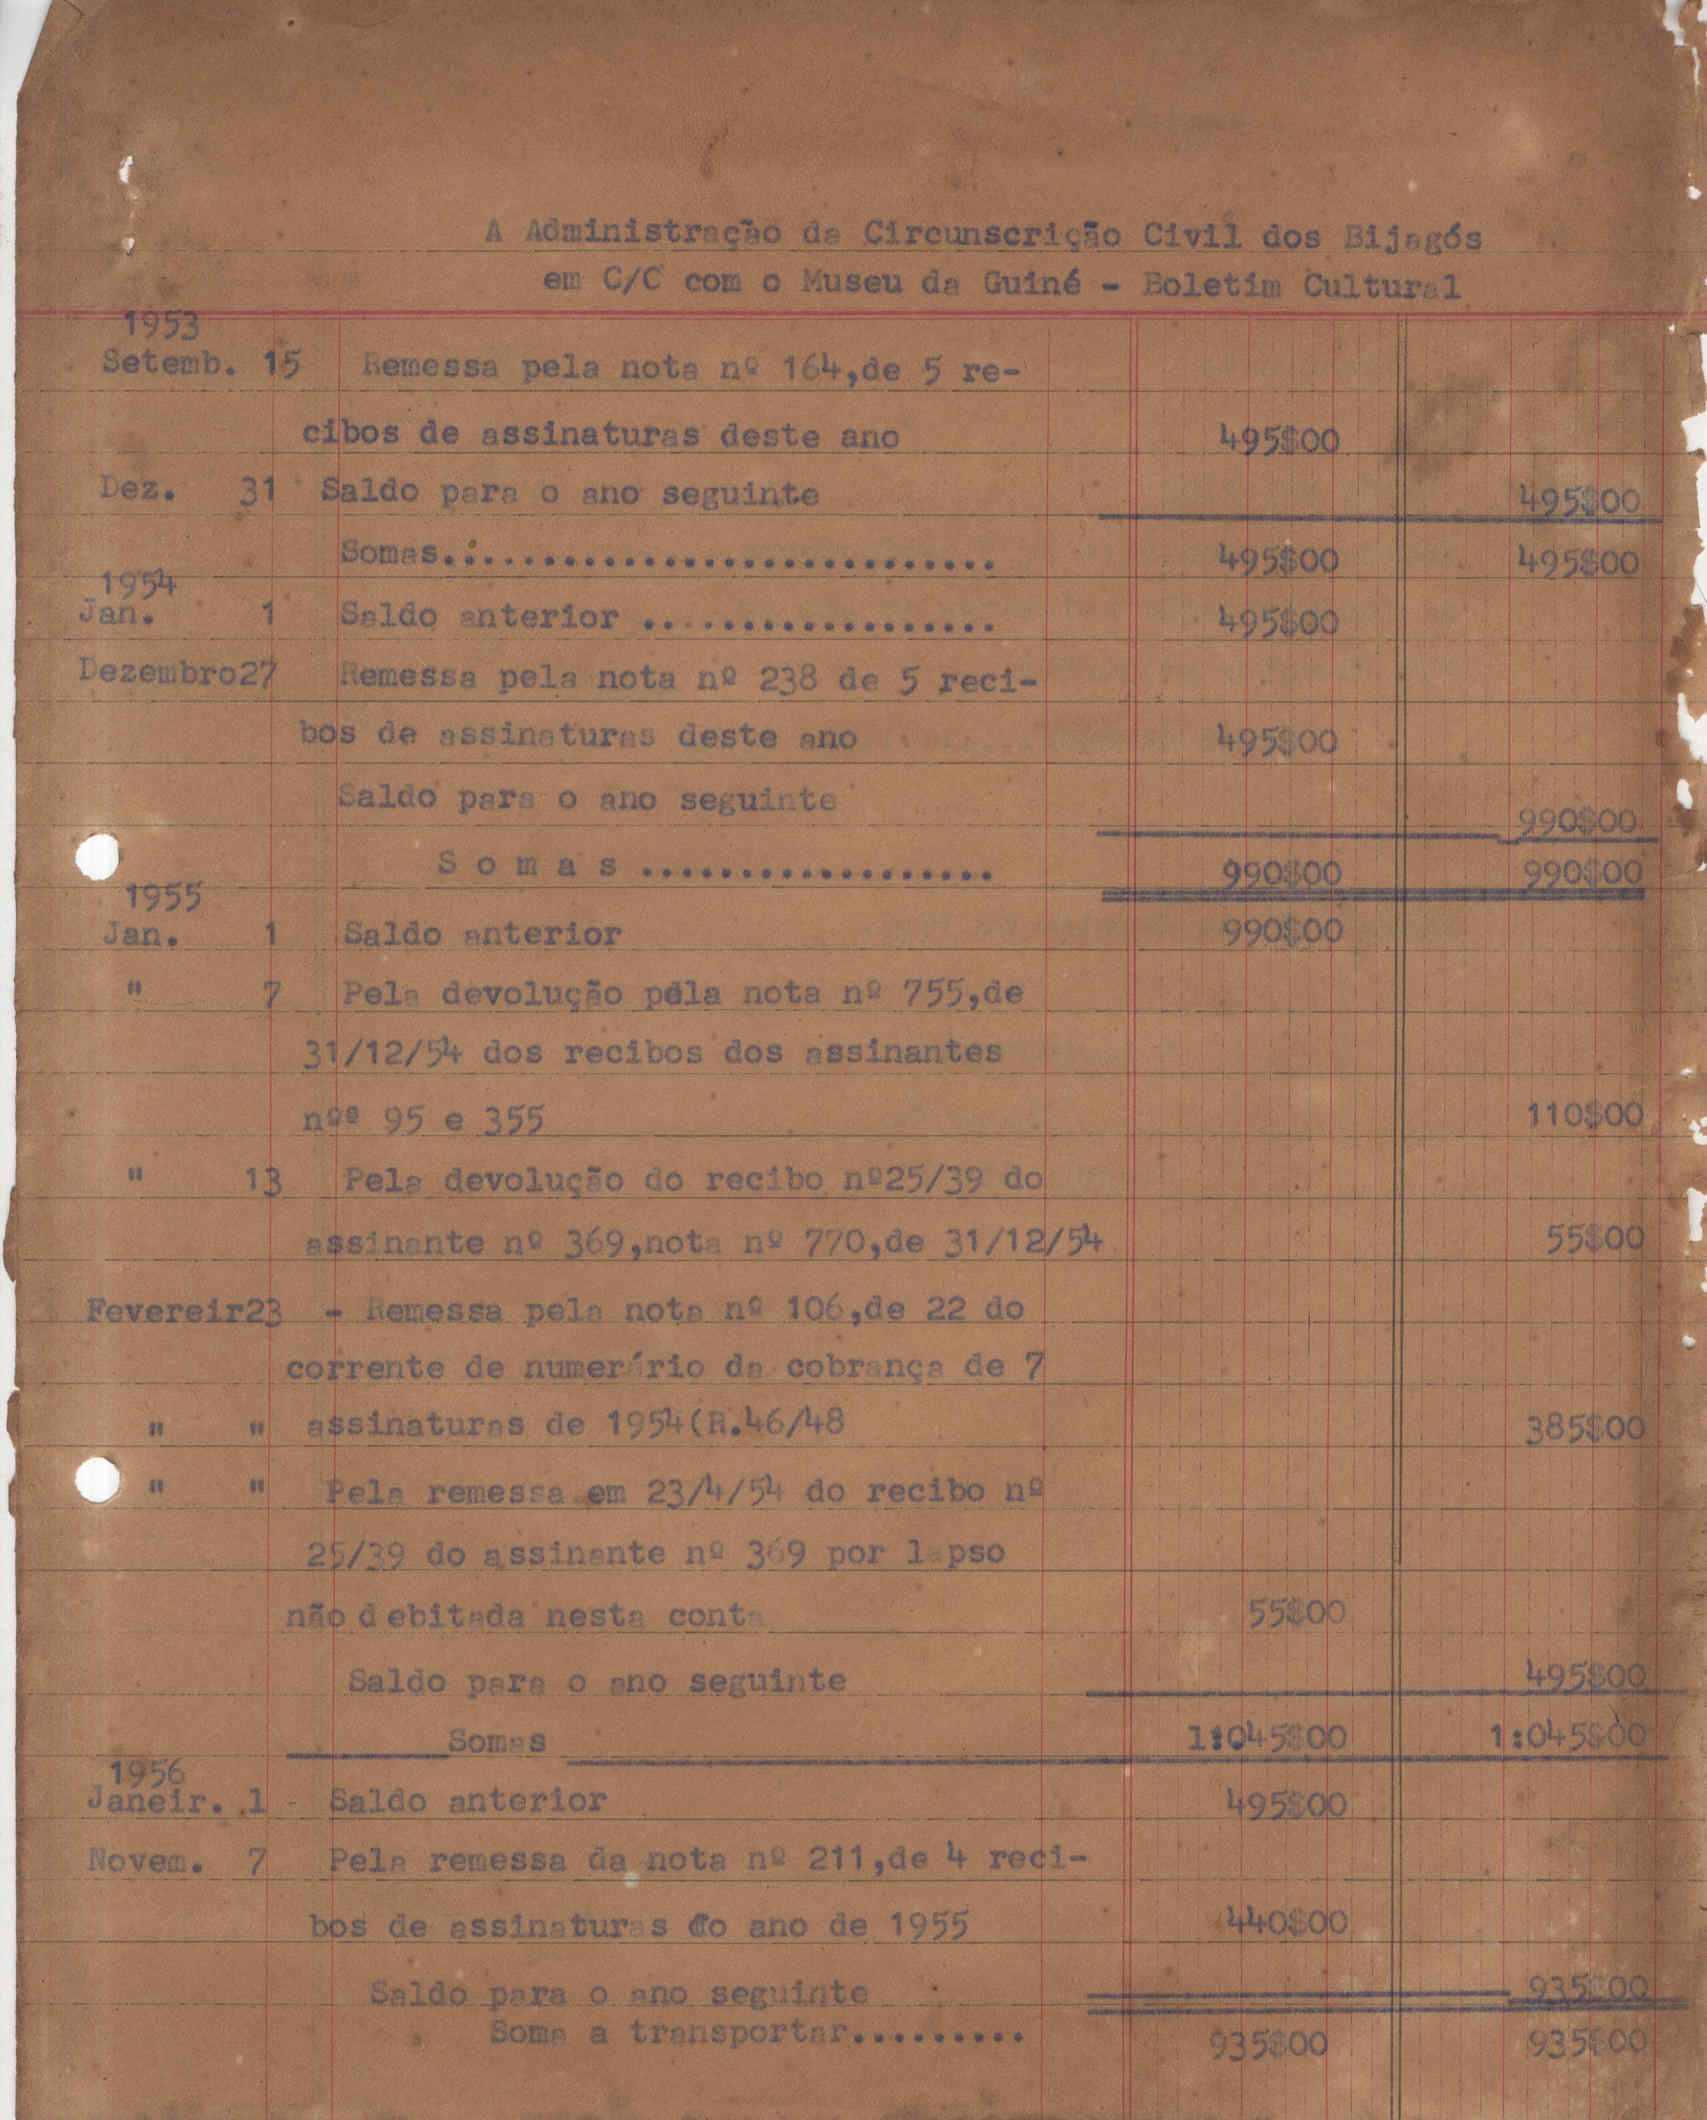 A Administração da Circunscrição Civil dos Bijagós
em C/C com o Museu da Guiné - Boletim Cultural
1953
Setemb. 15 Remessa pela nota nº 164,de 5 re-
cibos de assinaturas deste ano 495$00
Dez. 31 Saldo para o ano seguinte 495$00
Somas............................ 495$00 495$00
1954
Jan. 1 Saldo anterior .................. 495$00
Dezembro27 Remessa pela nota nº 238 de 5 reci-
bos de assinaturas deste ano 495$00
Saldo para o ano seguinte 990$00
S o m a s .................. 990$00 990$00
1955
Jan. 1 Saldo anterior 990$00
" 7 Pela devolução pela nota nº 755,de
31/12/54 dos recibos dos assinantes
nºs 95 e 355 110$00
" 13 Pela devolução do recibo nº25/39 do
assinante nº 369,nota nº 770,de 31/12/54 55$00
Fevereir23 - Remessa pela nota nº 106,de 22 do
corrente de numerário da cobrança de 7
" " assinaturas de 1954(R.46/48 385$00
" " Pela remessa em 23/4/54 do recibo nº
25/39 do assinante nº 369 por lapso
não debitada nesta conta 55$00
Saldo para o ano seguinte 495$00
Somas 1:045$00 1:045$00
1956
Janeir. 1 - Saldo anterior 495$00
Novem. 7 Pela remessa da nota nº 211,de 4 reci-
bos de assinaturas do ano de 1955 440$00
Saldo para o ano seguinte 935$00
Soma a transportar......... 935$00 935$00